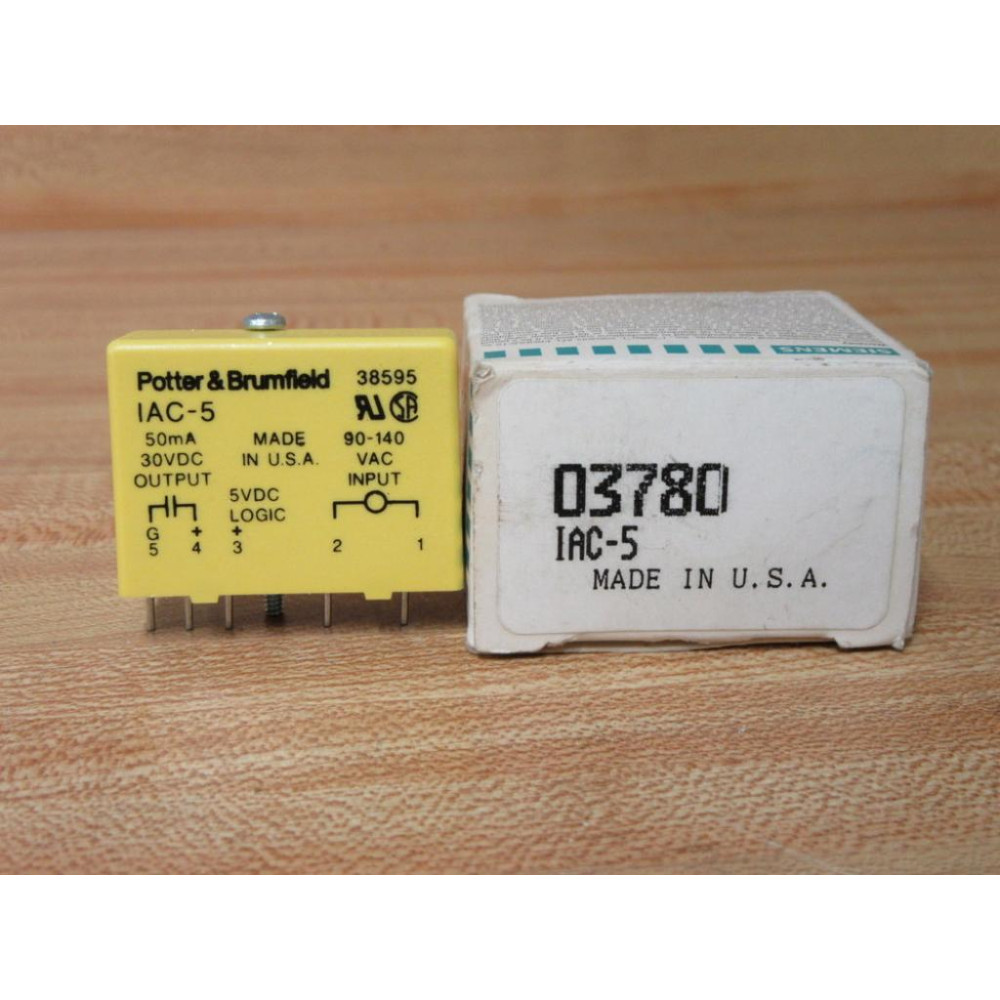 Potter & Brumfield 38595
IAC-5
50mA MADE 90-140
30VDC IN U.S.A. VAC
OUTPUT INPUT
5VDC
LOGIC
G + +
5 4 3 2 1
SIEMENS
03780
IAC-5
MADE IN U.S.A.